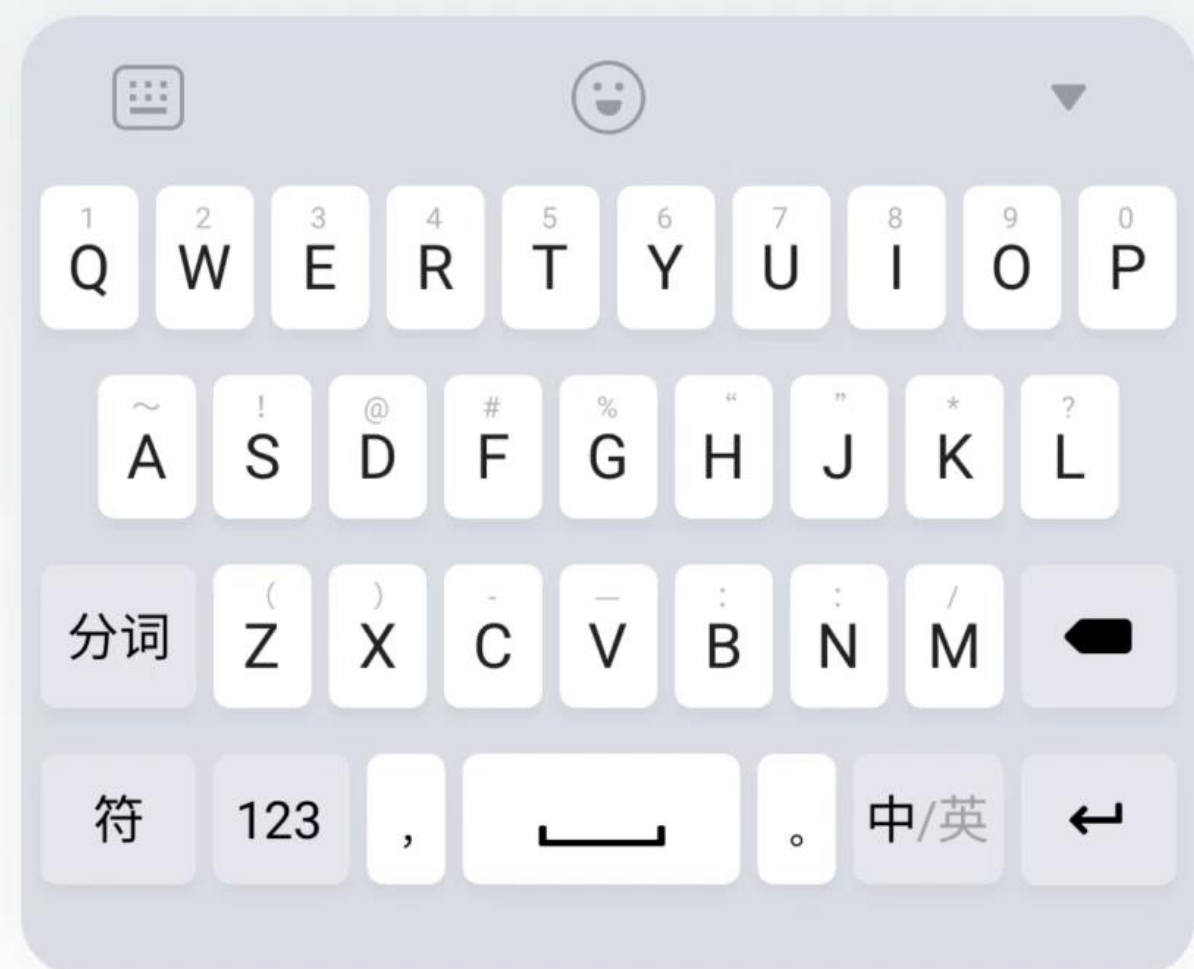 1 2 3 4 5 6 7 8 9 0
Q W E R T Y U I O P
～ ! @ # % “ ” * ?
A S D F G H J K L
( ) - — : : /
分词 Z X C V B N M
符 123 ， 。 中/英